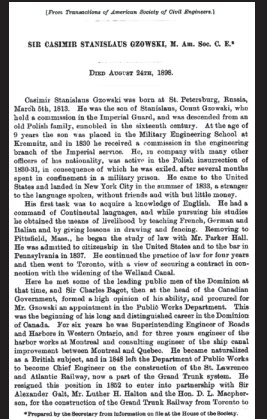 [From Transactions of American Society of Civil Engineers.]
SIR CASIMIR STANISLAUS GZOWSKI, M. Am. Soc. C. E.*
DIED AUGUST 24TH, 1898.
Casimir Stanislaus Gzowski was born at St. Petersburg, Russia,
March 5th, 1813. He was the son of Stanislaus, Count Gzowski, who
held a commission in the Imperial Guard, and was descended from an
old Polish family, ennobled in the sixteenth century. At the age of
9 years the son was placed in the Military Engineering School at
Kremnitz, and in 1830 he received a commission in the engineering
branch of the Imperial service. He, in company with many other
officers of his nationality, was active in the Polish insurrection of
1830-31, in consequence of which he was exiled, after several months
spent in confinement in a military prison. He came to the United
States and landed in New York City in the summer of 1833, a stranger
to the language spoken, without friends and with but little money.
His first task was to acquire a knowledge of English. He had a
command of Continental languages, and while pursuing his studies
he obtained the means of livelihood by teaching French, German and
Italian and by giving lessons in drawing and fencing. Removing to
Pittsfield, Mass., he began the study of law with Mr. Parker Hall.
He was admitted to citizenship in the United States and to the bar in
Pennsylvania in 1837. He continued the practice of law for four years
and then went to Toronto, with a view of securing a contract in con-
nection with the widening of the Welland Canal.
Here he met some of the leading public men of the Dominion at
that time, and Sir Charles Bagot, then at the head of the Canadian
Government, formed a high opinion of his ability, and procured for
Mr. Gzowski an appointment in the Public Works Department. This
was the beginning of his long and distinguished career in the Dominion
of Canada. For six years he was Superintending Engineer of Roads
and Harbors in Western Ontario, and for three years engineer of the
harbor works at Montreal and consulting engineer of the ship canal
improvement between Montreal and Quebec. He became naturalized
as a British subject, and in 1848 left the Department of Public Works
to become Chief Engineer on the construction of the St. Lawrence
and Atlantic Railway, now a part of the Grand Trunk system. He
resigned this position in 1852 to enter into partnership with Sir
Alexander Galt, Mr. Luther H. Halton and the Hon. D. L. Macpher-
son, for the construction of the Grand Trunk Railway from Toronto to
*Prepared by the Secretary from information on file at the House of the Society.